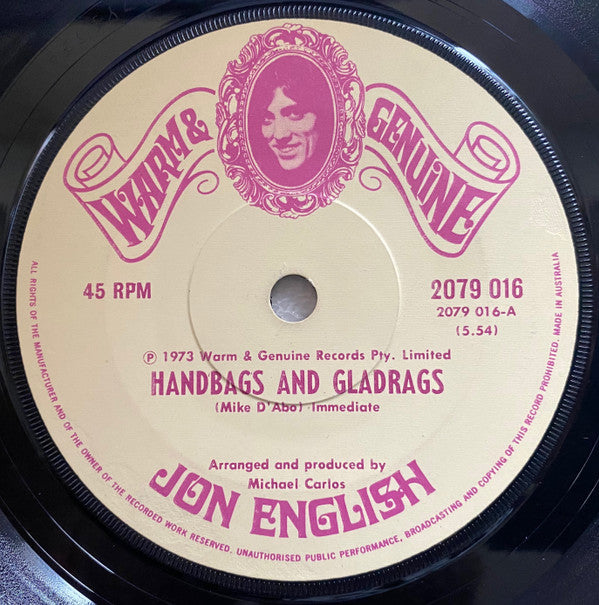 WARM & GENUINE
45 RPM
2079 016
2079 016-A
(5.54)
Ⓟ 1973 Warm & Genuine Records Pty. Limited
HANDBAGS AND GLADRAGS
(Mike D'Abo) Immediate
Arranged and produced by
Michael Carlos
JON ENGLISH
ALL RIGHTS OF THE MANUFACTURER AND OF THE OWNER OF THE RECORDED WORK RESERVED. UNAUTHORISED PUBLIC PERFORMANCE, BROADCASTING AND COPYING OF THIS RECORD PROHIBITED. MADE IN AUSTRALIA